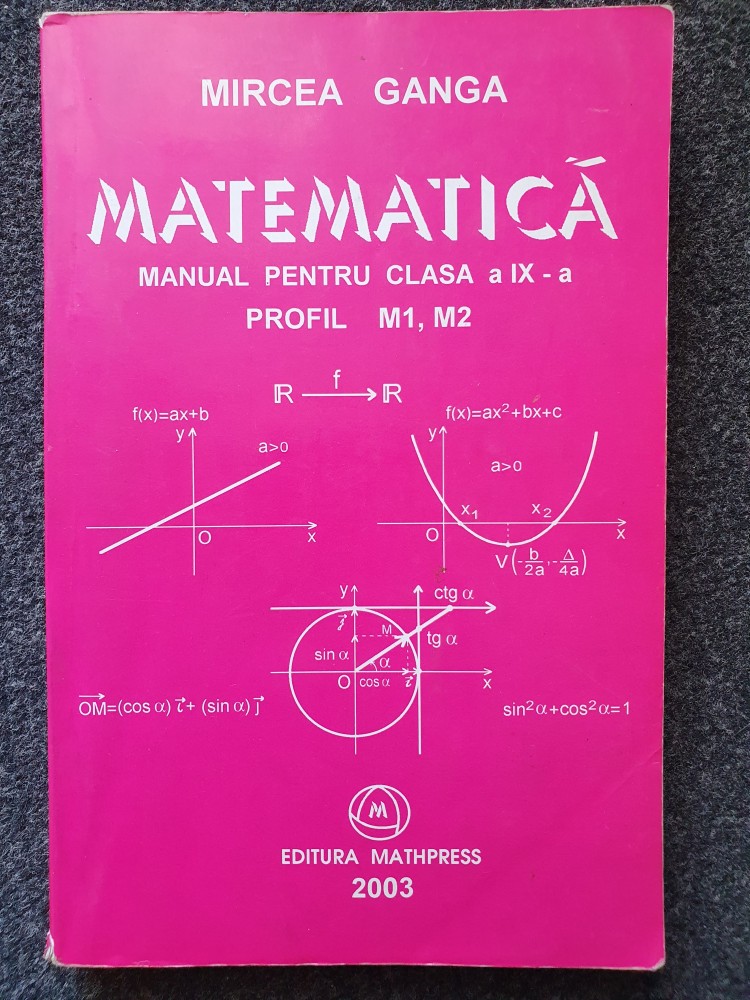 MIRCEA GANGA
MATEMATICĂ
MANUAL PENTRU CLASA a IX - a
PROFIL M1, M2
ℝ f ℝ
f(x)=ax+b
y
a>0
O
x
f(x)=ax²+bx+c
y
a>0
x₁
x₂
O
x
V(-b/2a, -Δ/4a)
y
ctg α
j⃗
M
tg α
sin α
α
O
cos α
i⃗
x
OM⃗=(cos α) i⃗+ (sin α) j⃗
sin²α+cos²α=1
M
EDITURA MATHPRESS
2003